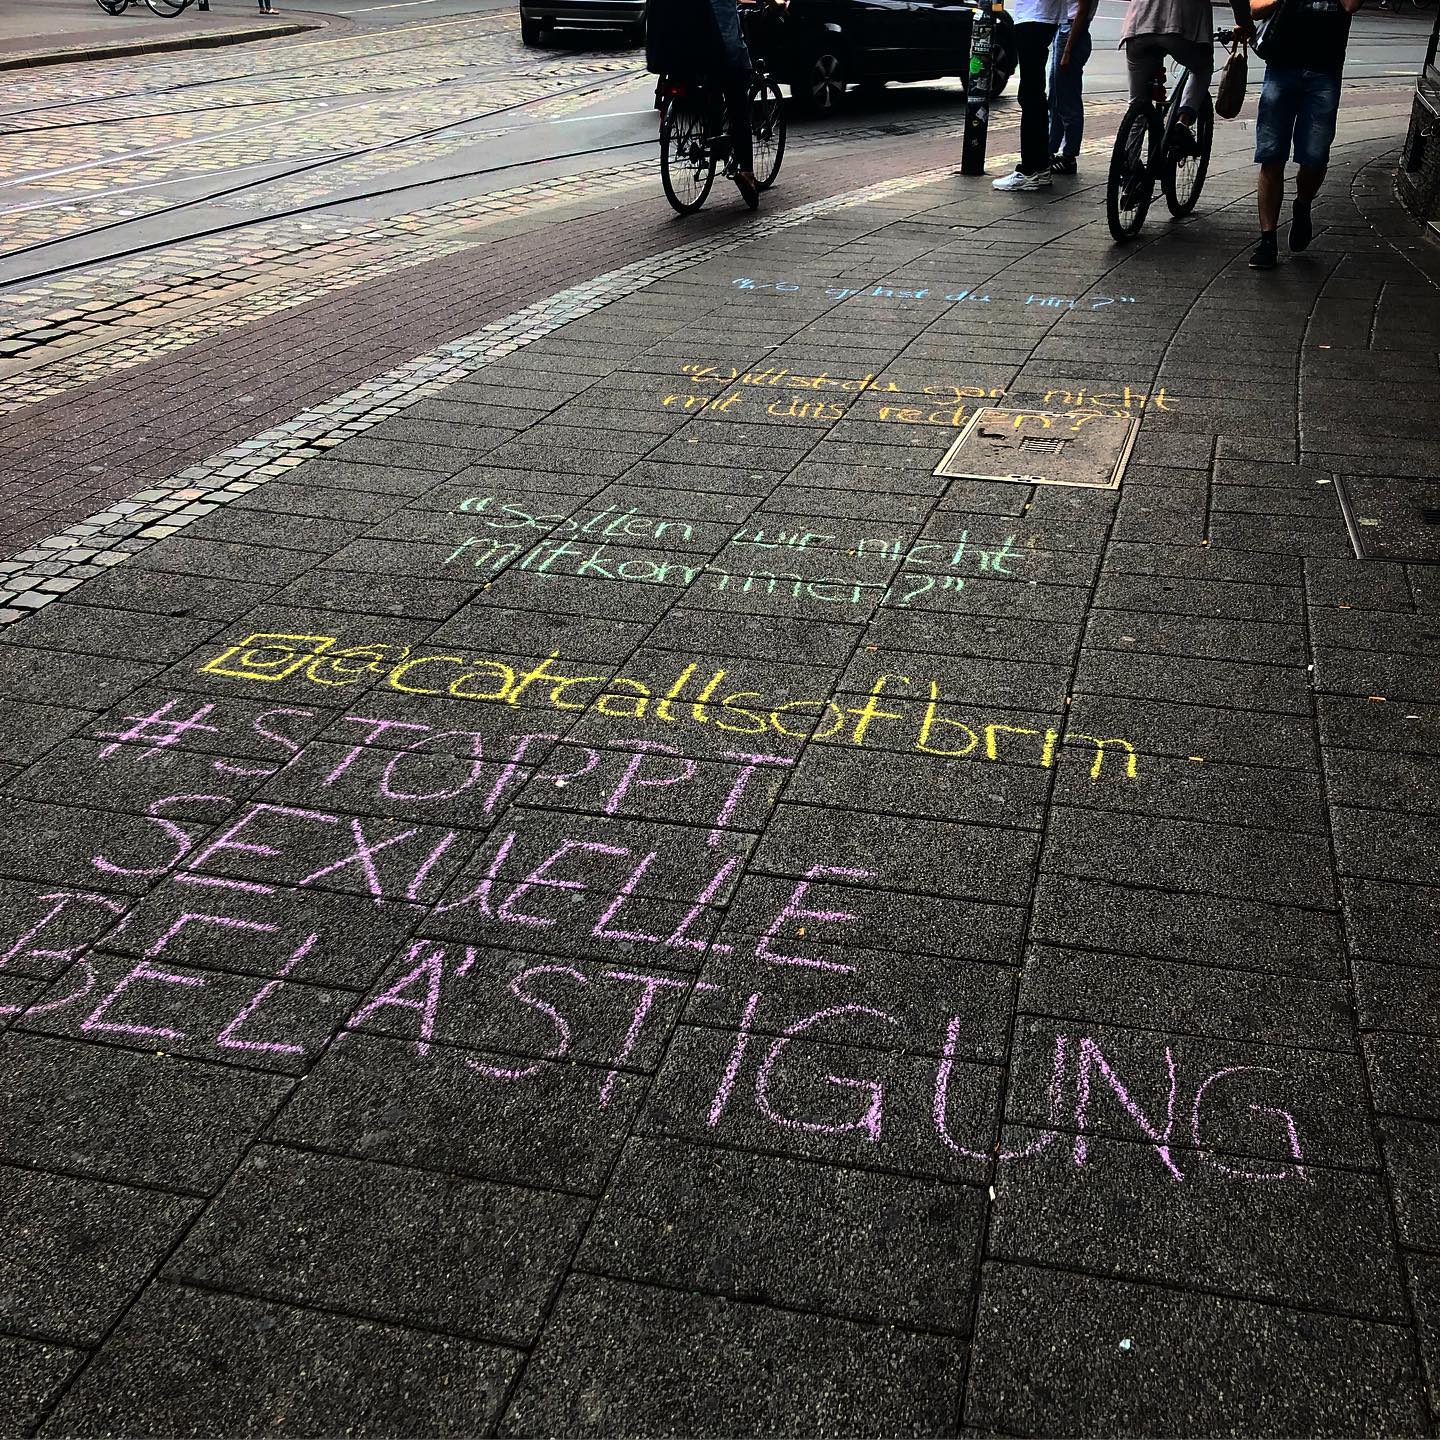 "Wo gehst du hin?"
"Willst du gar nicht
mit uns reden?"
"Sollen wir nicht
mitkommen?"
@catcallsofbrm
#STOPPT
SEXUELLE
BELÄSTIGUNG